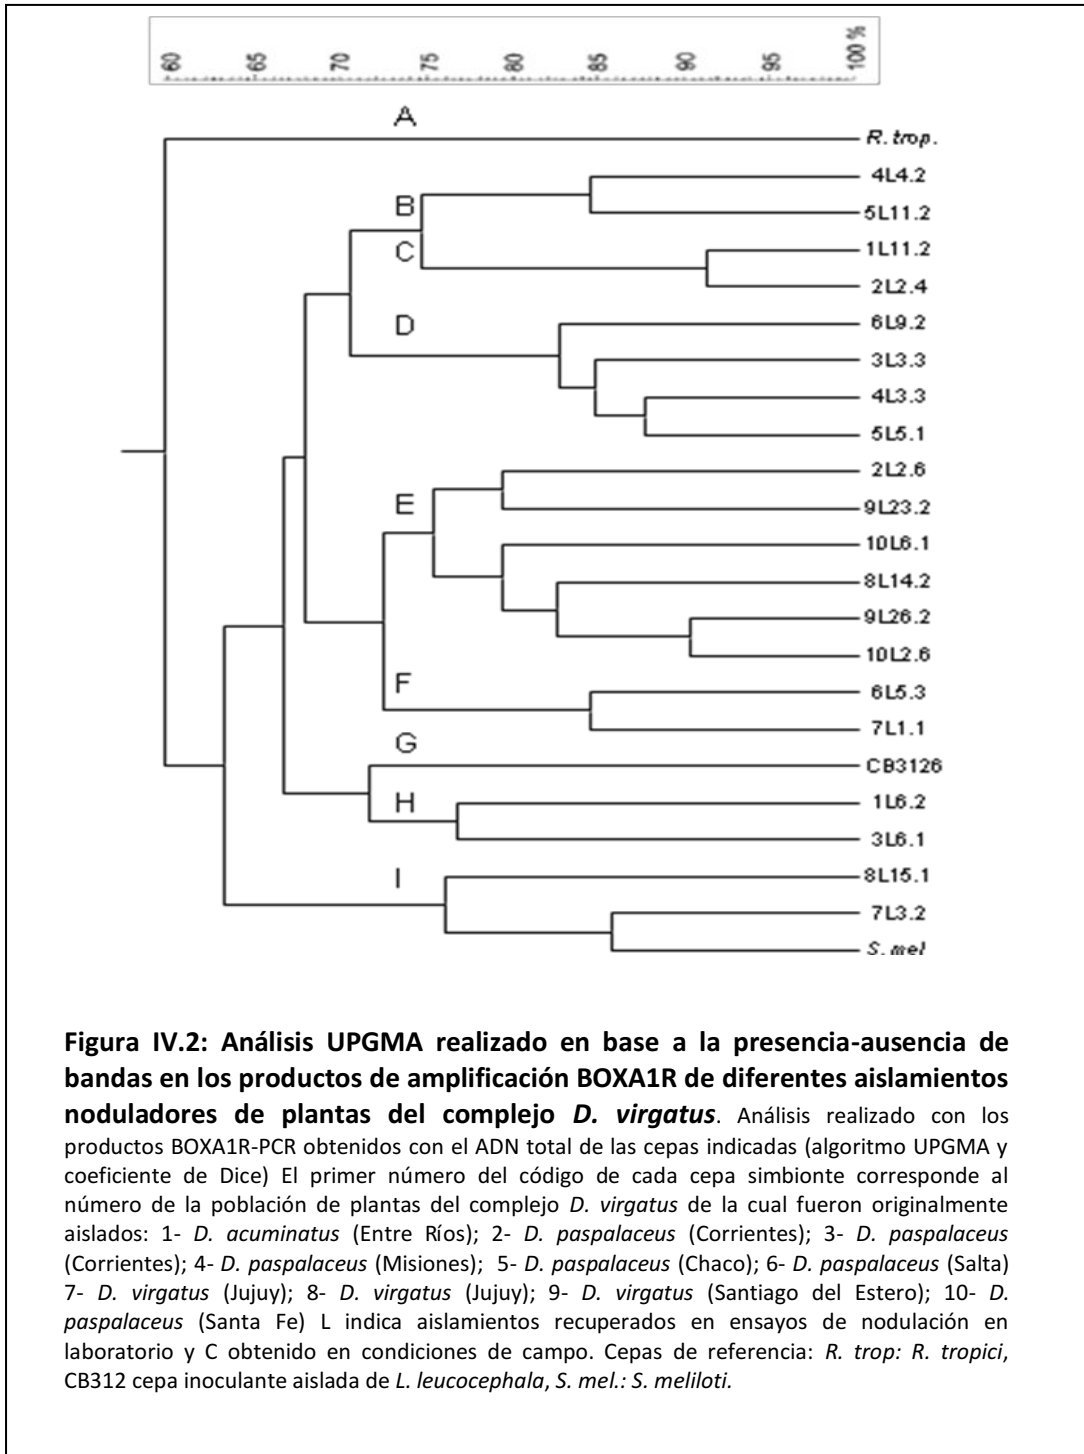 60 65 70 75 80 85 90 95 100 %
A
R. trop.
4L4.2
B
5L11.2
C
1L11.2
2L2.4
D
6L9.2
3L3.3
4L3.3
5L5.1
2L2.6
E
9L23.2
10L6.1
8L14.2
9L26.2
10L2.6
F
6L5.3
7L1.1
G
CB3126
H
1L6.2
3L6.1
I
8L15.1
7L3.2
S. mel
Figura IV.2: Análisis UPGMA realizado en base a la presencia-ausencia de
bandas en los productos de amplificación BOXA1R de diferentes aislamientos
noduladores de plantas del complejo D. virgatus. Análisis realizado con los
productos BOXA1R-PCR obtenidos con el ADN total de las cepas indicadas (algoritmo UPGMA y
coeficiente de Dice) El primer número del código de cada cepa simbionte corresponde al
número de la población de plantas del complejo D. virgatus de la cual fueron originalmente
aislados: 1- D. acuminatus (Entre Ríos); 2- D. paspalaceus (Corrientes); 3- D. paspalaceus
(Corrientes); 4- D. paspalaceus (Misiones); 5- D. paspalaceus (Chaco); 6- D. paspalaceus (Salta)
7- D. virgatus (Jujuy); 8- D. virgatus (Jujuy); 9- D. virgatus (Santiago del Estero); 10- D.
paspalaceus (Santa Fe) L indica aislamientos recuperados en ensayos de nodulación en
laboratorio y C obtenido en condiciones de campo. Cepas de referencia: R. trop: R. tropici,
CB312 cepa inoculante aislada de L. leucocephala, S. mel.: S. meliloti.